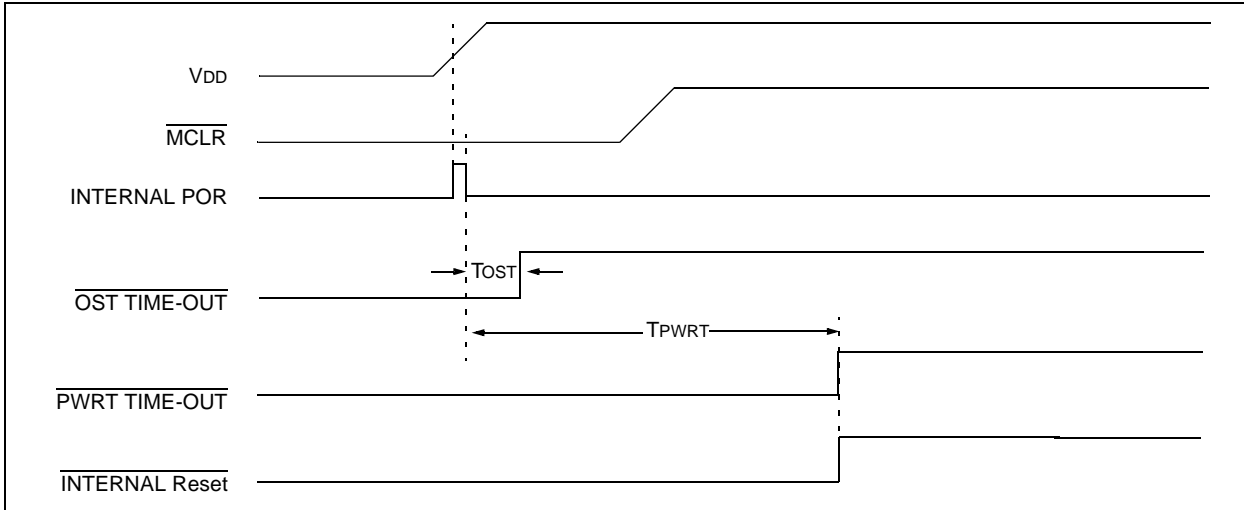 VDD
MCLR
INTERNAL POR
TOST
OST TIME-OUT
TPWRT
PWRT TIME-OUT
INTERNAL Reset